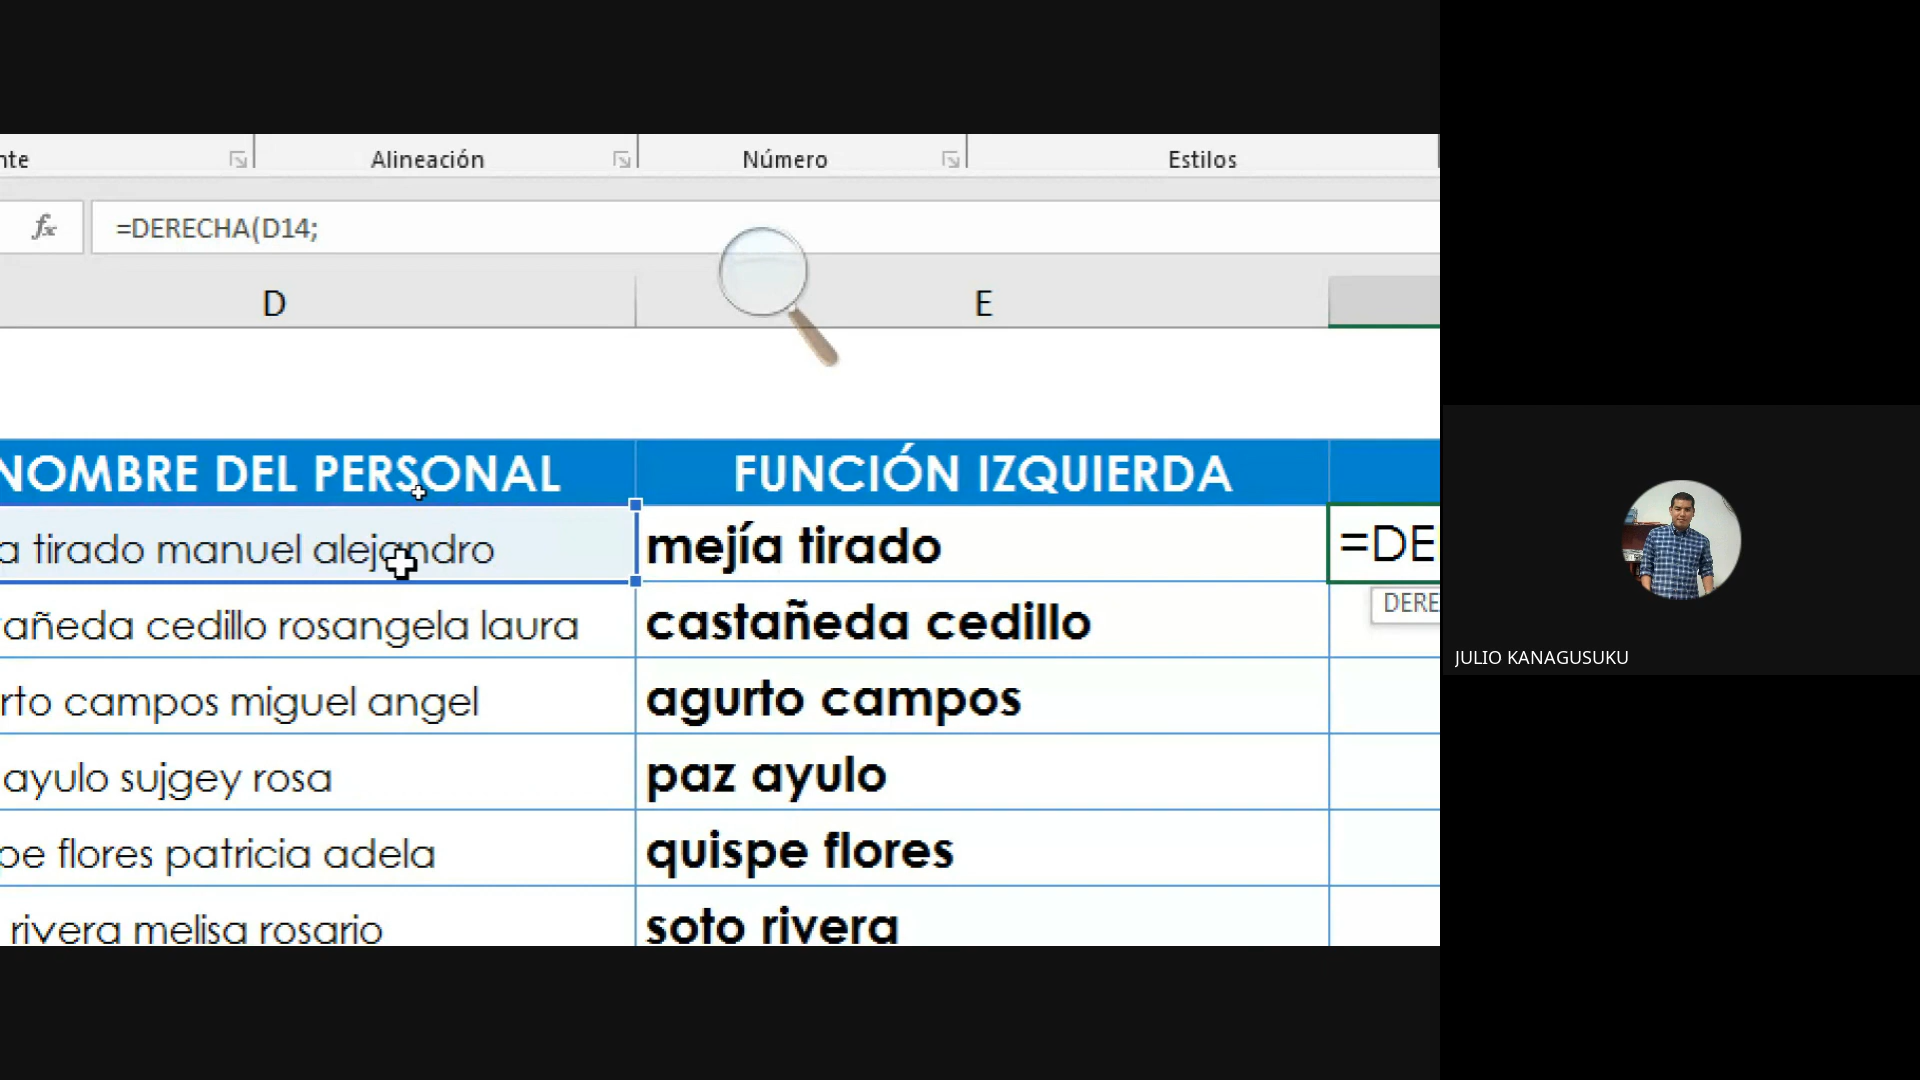 nte Alineación Número Estilos
fx =DERECHA(D14;
D E
NOMBRE DEL PERSONAL FUNCIÓN IZQUIERDA
a tirado manuel alejandro mejía tirado =DE
DERE
añeda cedillo rosangela laura castañeda cedillo
rto campos miguel angel agurto campos
ayulo sujgey rosa paz ayulo
pe flores patricia adela quispe flores
rivera melisa rosario soto rivera
JULIO KANAGUSUKU